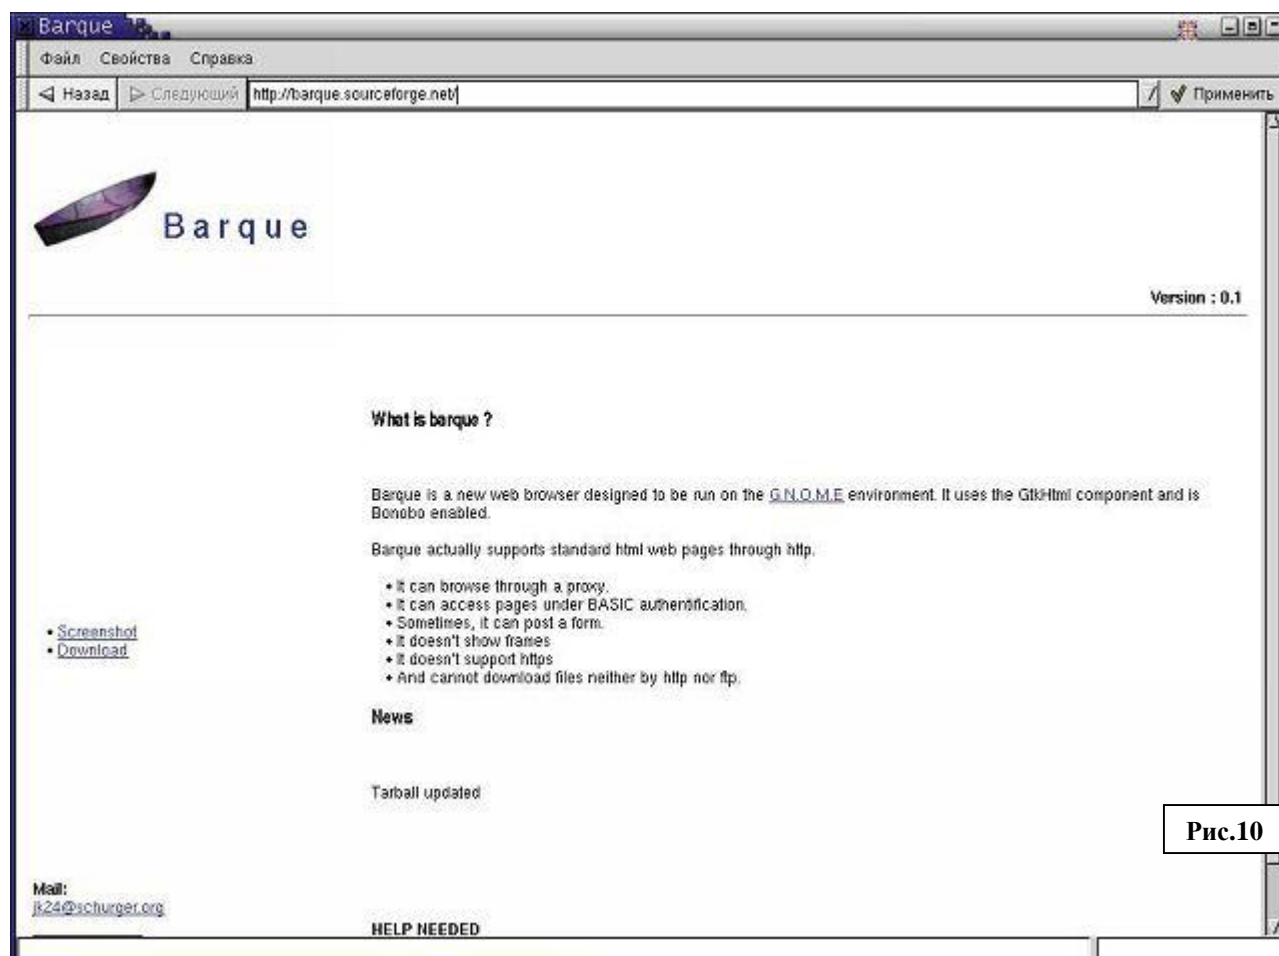 Barque
Файл Свойства Справка
Назад Следующий http://barque.sourceforge.net/ Применить
Barque
Version : 0.1
What is barque ?
Barque is a new web browser designed to be run on the G.N.O.M.E environment. It uses the GtkHtml component and is
Bonobo enabled.
Barque actually supports standard html web pages through http.
• It can browse through a proxy.
• It can access pages under BASIC authentification.
• Sometimes, it can post a form.
• It doesn't show frames
• It doesn't support https
• And cannot download files neither by http nor ftp.
• Screenshot
• Download
News
Tarball updated
Рис.10
Mail:
jk24@schurger.org
HELP NEEDED